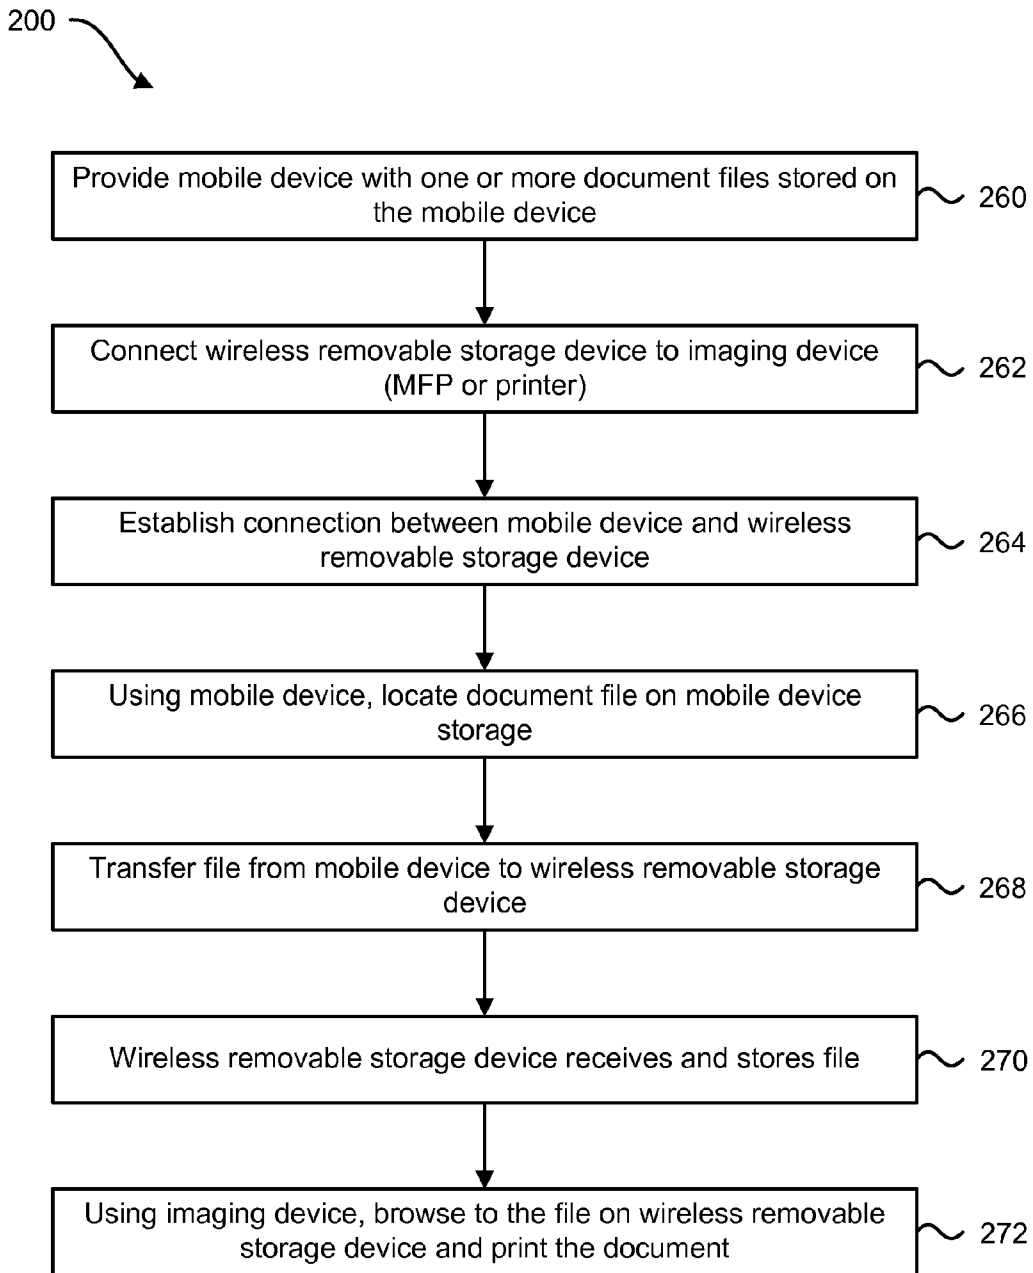 200
Provide mobile device with one or more document files stored on
the mobile device
260
Connect wireless removable storage device to imaging device
(MFP or printer)
262
Establish connection between mobile device and wireless
removable storage device
264
Using mobile device, locate document file on mobile device
storage
266
Transfer file from mobile device to wireless removable storage
device
268
Wireless removable storage device receives and stores file
270
Using imaging device, browse to the file on wireless removable
storage device and print the document
272